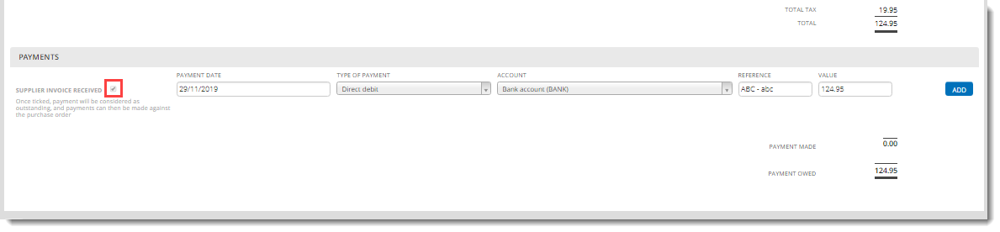 TOTAL TAX 19.95
TOTAL 124.95
PAYMENTS
PAYMENT DATE TYPE OF PAYMENT ACCOUNT REFERENCE VALUE
SUPPLIER INVOICE RECEIVED 29/11/2019 Direct debit Bank account (BANK) ABC - abc 124.95 ADD
Once ticked, payment will be considered as
outstanding, and payments can then be made against
the purchase order
PAYMENT MADE 0.00
PAYMENT OWED 124.95